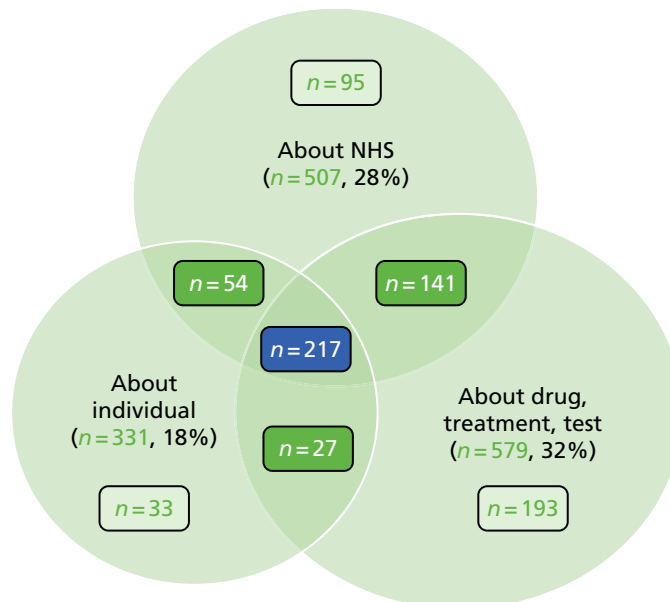 n=95
About NHS
(n=507, 28%)
n=54
n=141
n=217
About
individual
(n=331, 18%)
About drug,
treatment, test
(n=579, 32%)
n=27
n=33
n=193